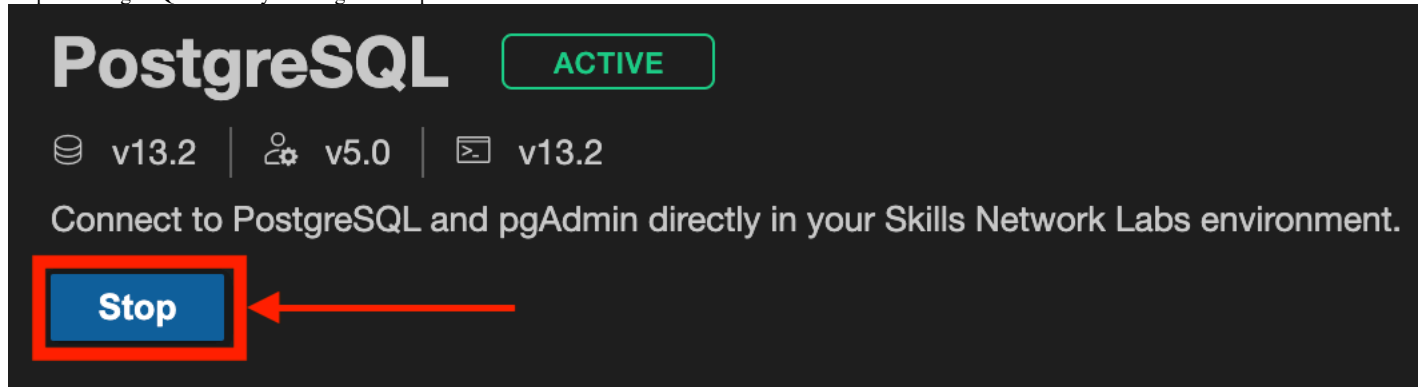 PostgreSQL ACTIVE
v13.2 v5.0 v13.2
Connect to PostgreSQL and pgAdmin directly in your Skills Network Labs environment.
Stop